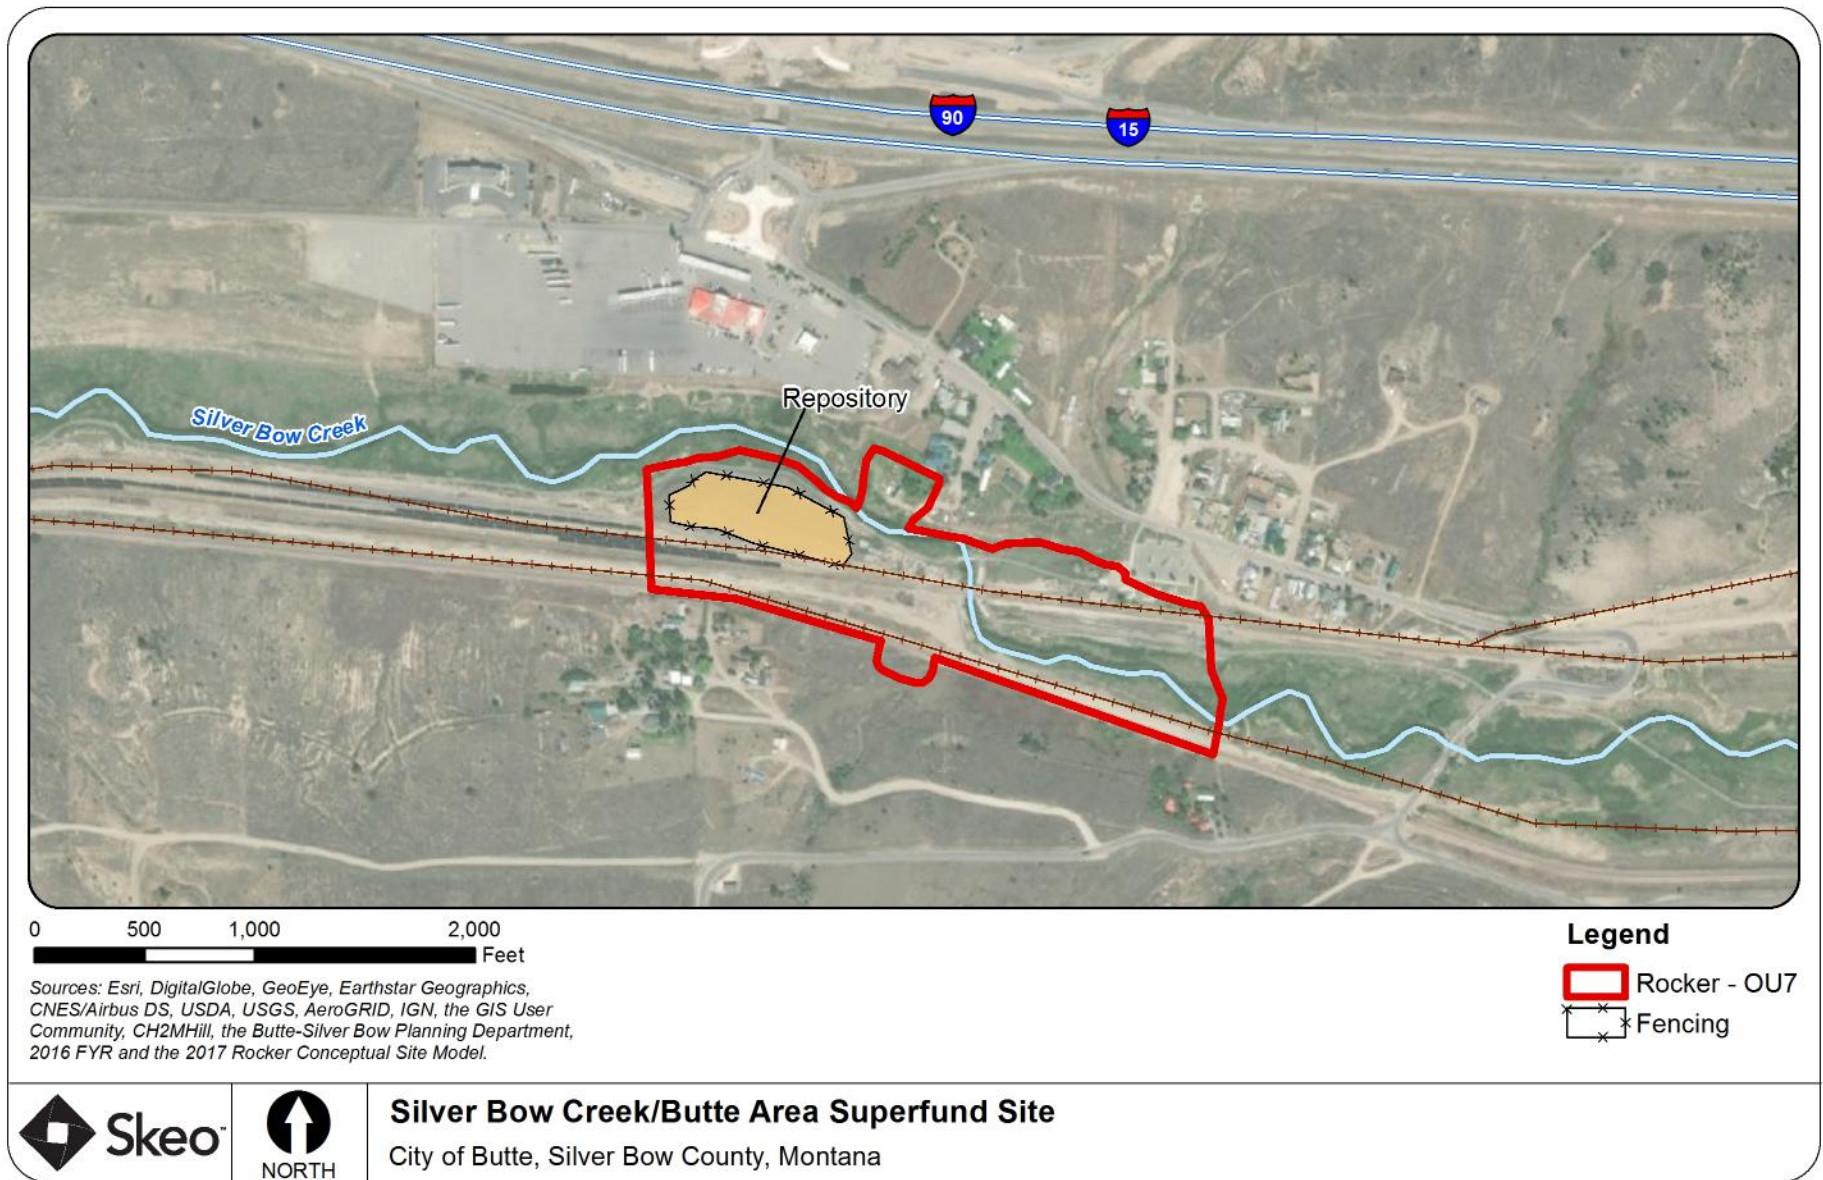 90
15
Repository
Silver Bow Creek
0 500 1,000 2,000
Feet
Sources: Esri, DigitalGlobe, GeoEye, Earthstar Geographics,
CNES/Airbus DS, USDA, USGS, AeroGRID, IGN, the GIS User
Community, CH2MHill, the Butte-Silver Bow Planning Department,
2016 FYR and the 2017 Rocker Conceptual Site Model.
Legend
Rocker - OU7
Fencing
Skeo™
NORTH
Silver Bow Creek/Butte Area Superfund Site
City of Butte, Silver Bow County, Montana